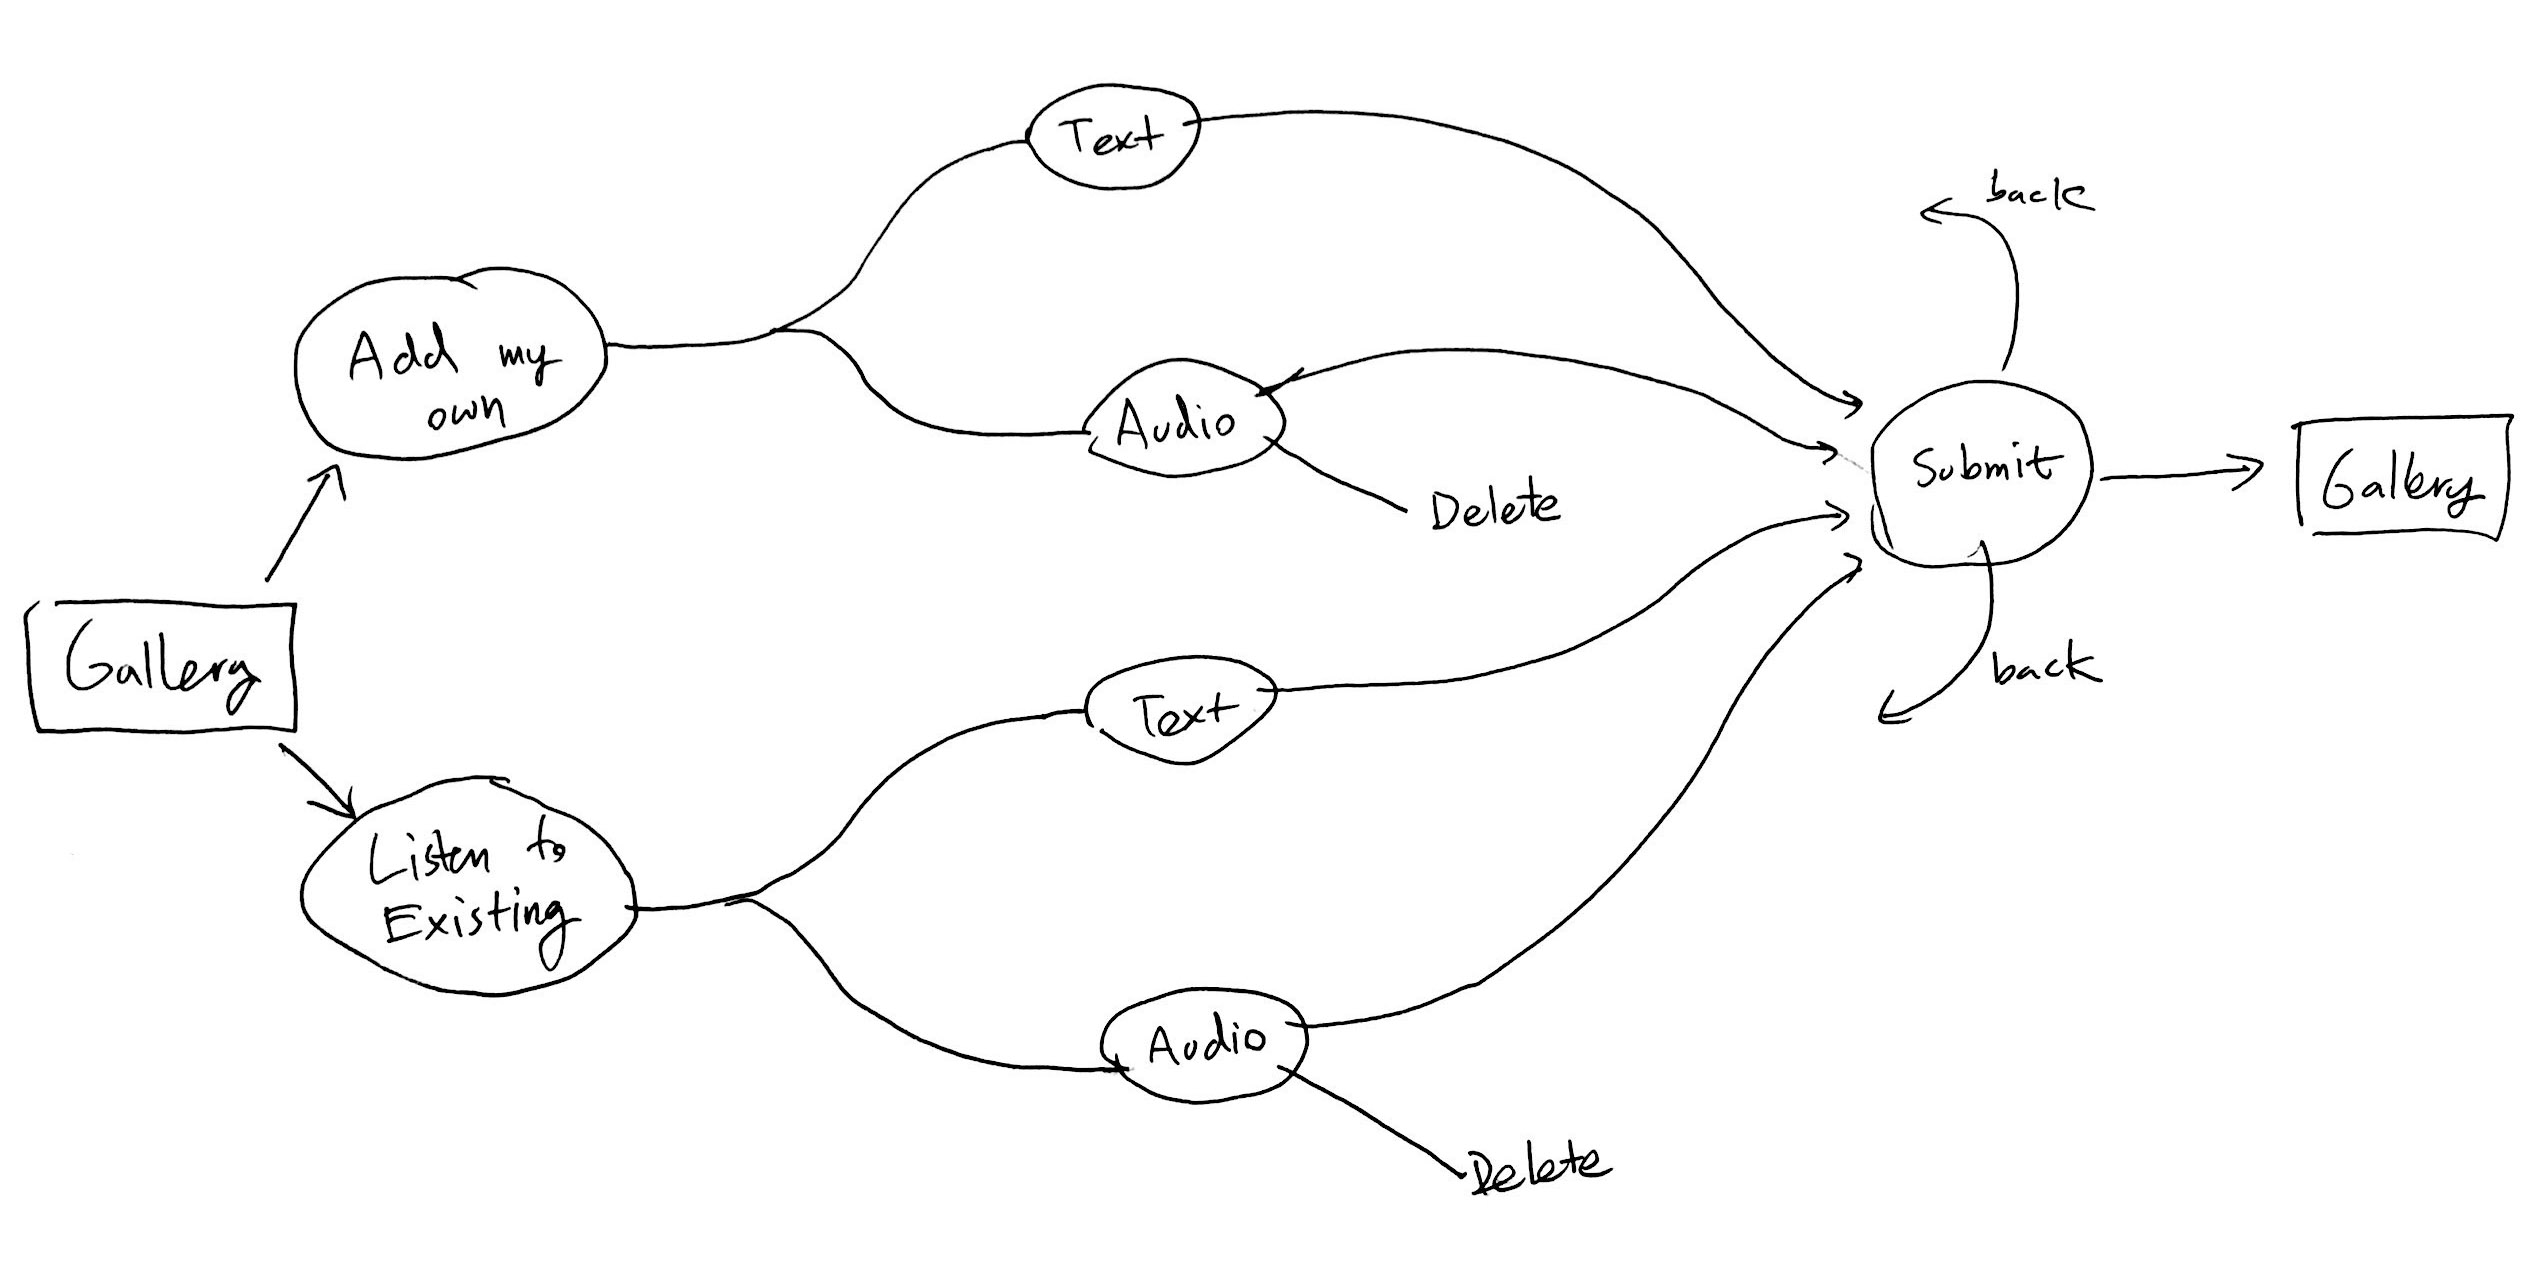 Text
back
Add my
own
Audio
Submit
Gallery
Delete
Gallery
Text
back
Listen to
Existing
Audio
Delete